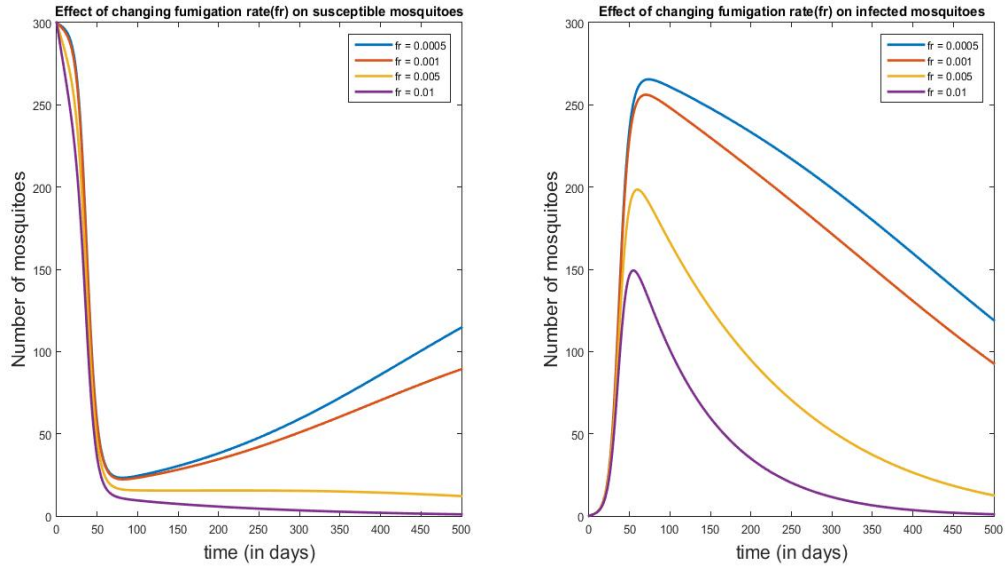 Effect of changing fumigation rate(fr) on susceptible mosquitoes
fr = 0.0005
fr = 0.001
fr = 0.005
fr = 0.01
Number of mosquitoes
300
250
200
150
100
50
0
0 50 100 150 200 250 300 350 400 450 500
time (in days)
Effect of changing fumigation rate(fr) on infected mosquitoes
fr = 0.0005
fr = 0.001
fr = 0.005
fr = 0.01
Number of mosquitoes
300
250
200
150
100
50
0
0 50 100 150 200 250 300 350 400 450 500
time (in days)